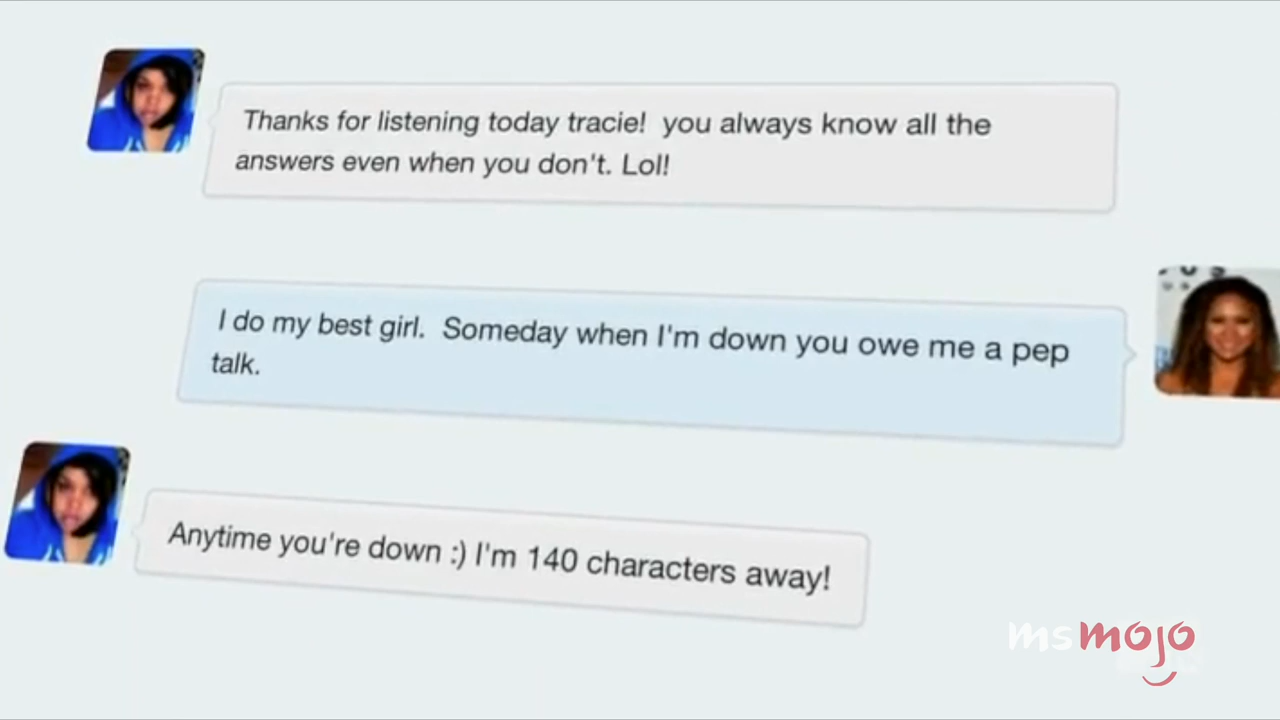 Thanks for listening today tracie!  you always know all the
answers even when you don't. Lol!
I do my best girl.  Someday when I'm down you owe me a pep
talk.
Anytime you're down :) I'm 140 characters away!
msmojo